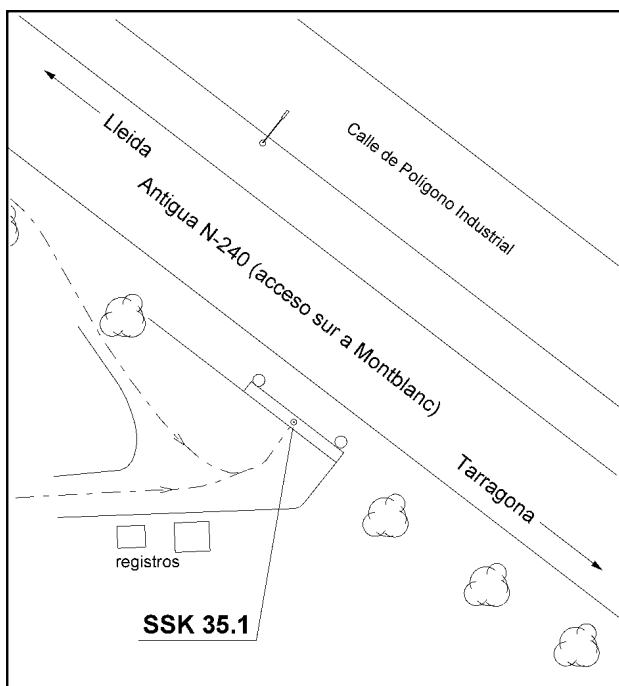 Lleida
Calle de Polígono Industrial
Antigua N-240 (acceso sur a Montblanc)
Tarragona
registros
SSK 35.1